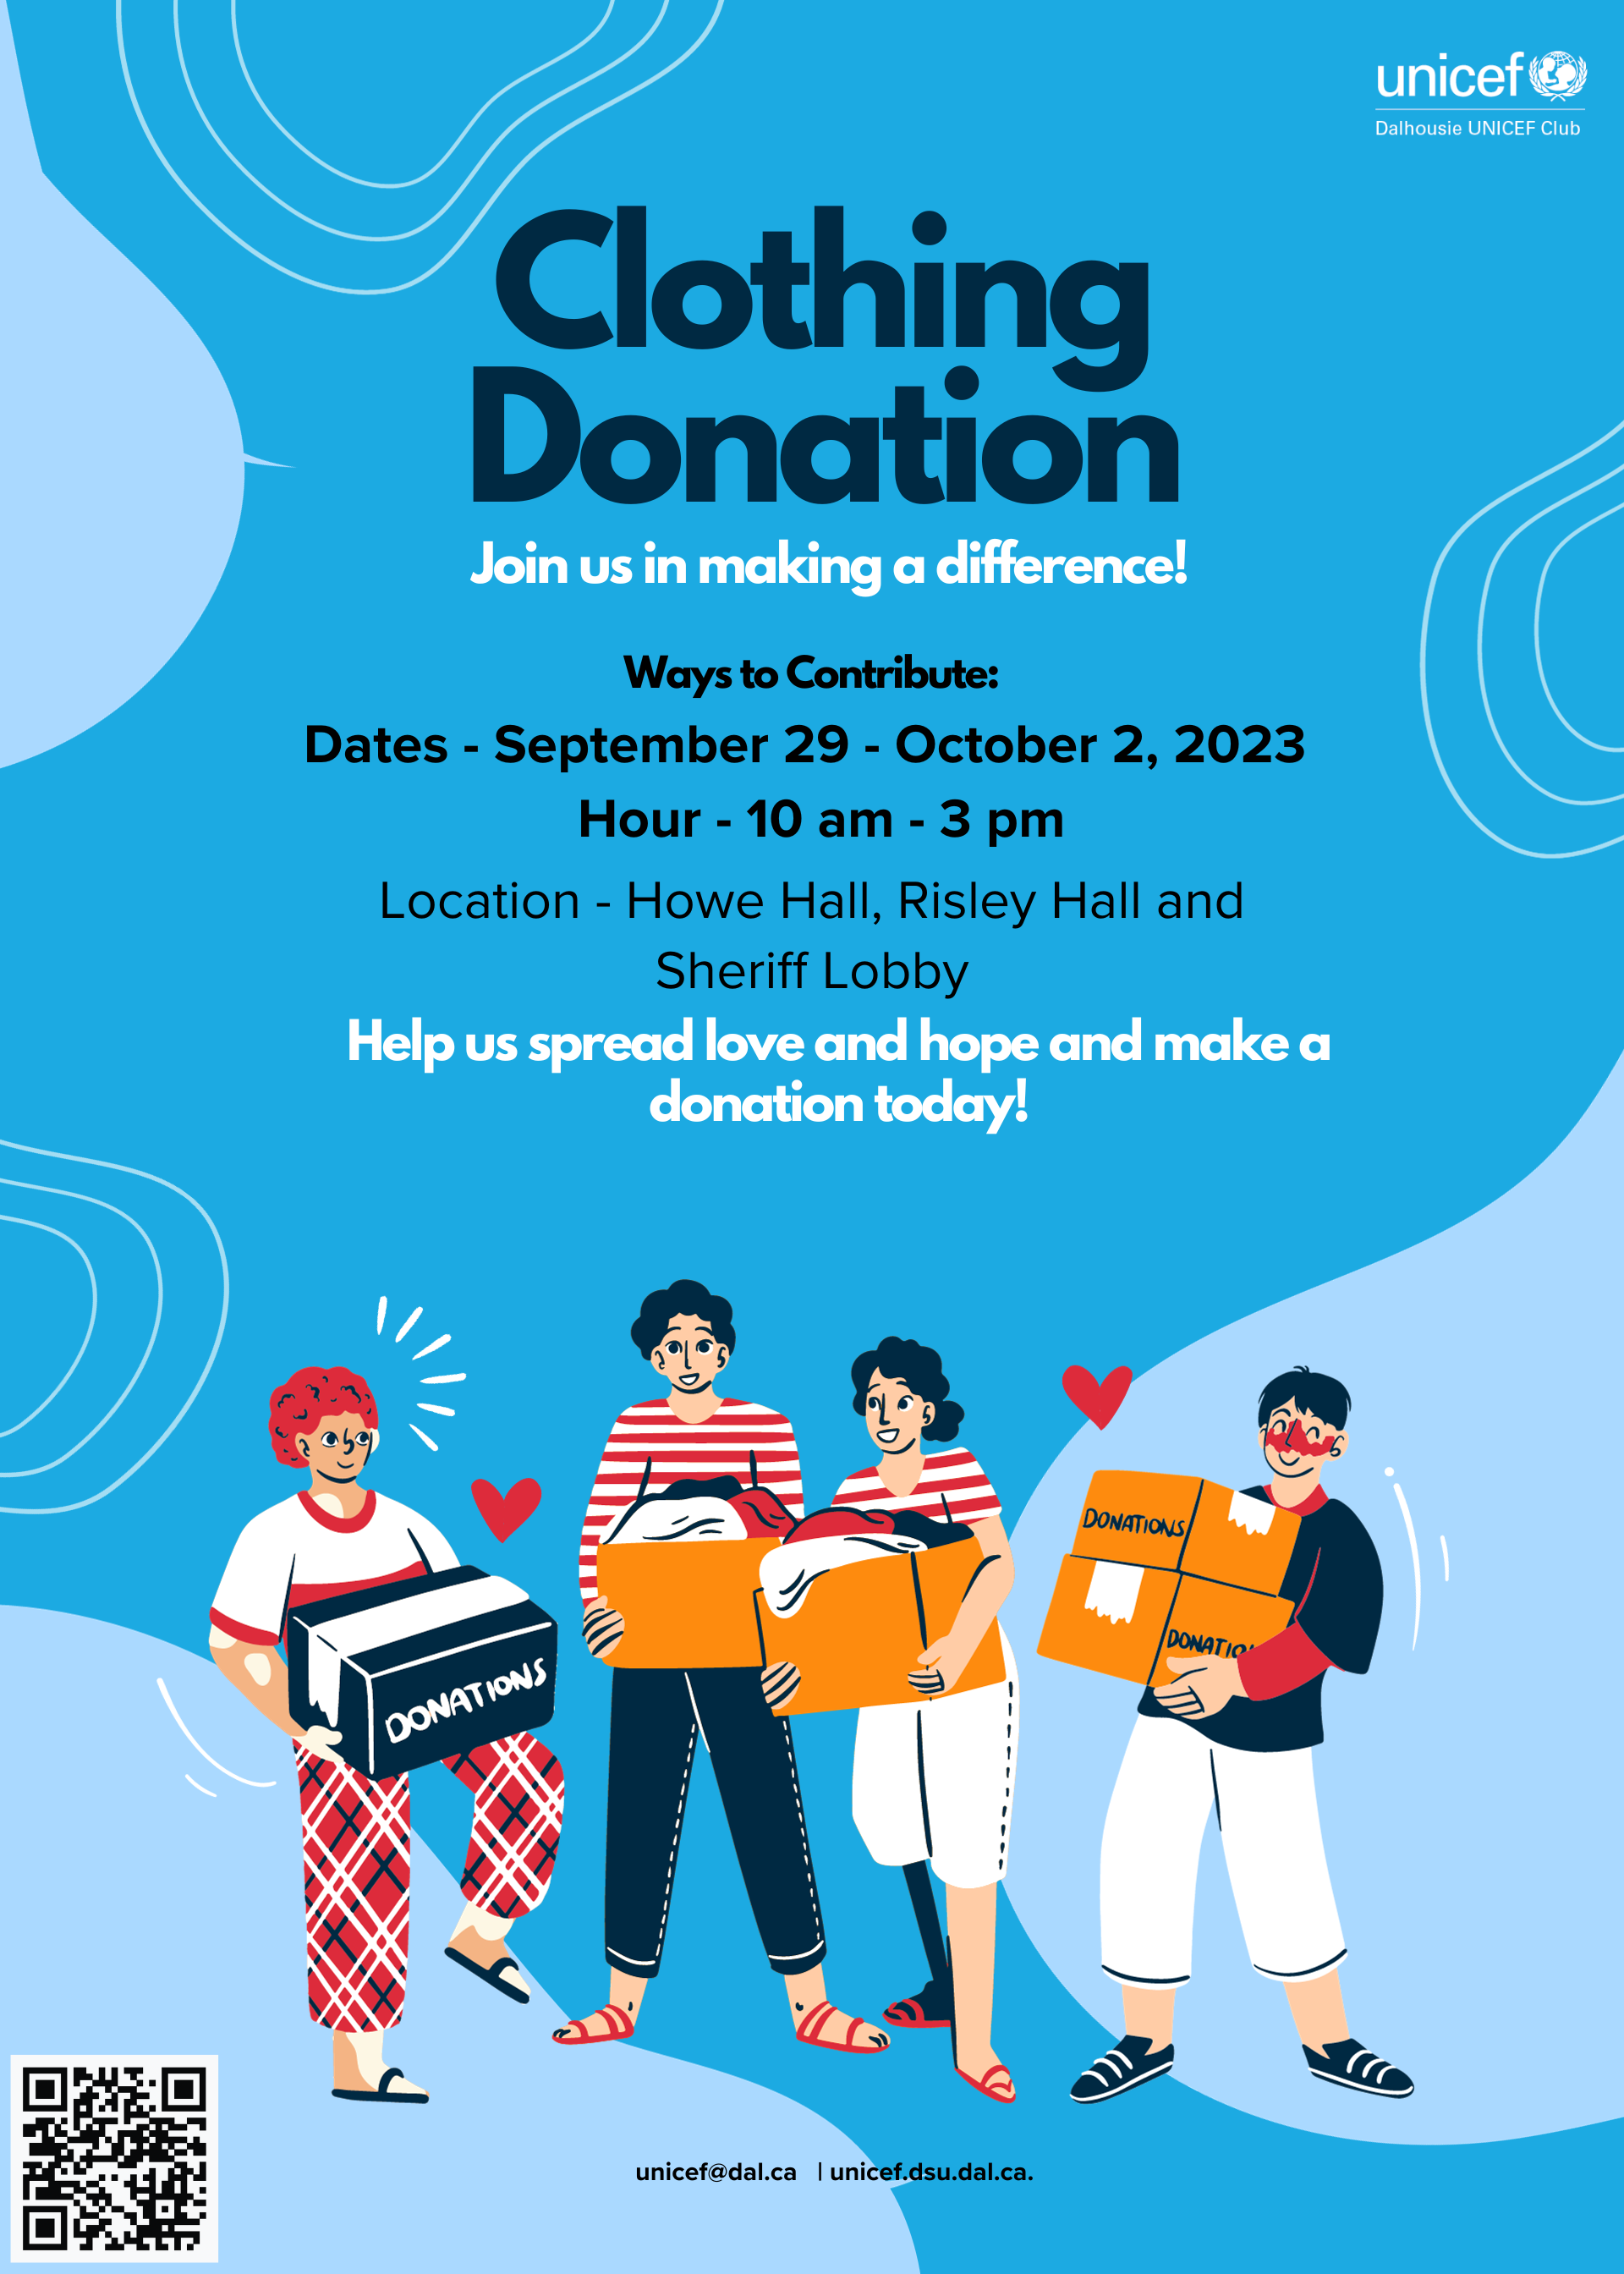 unicef
Dalhousie UNICEF Club
Clothing
Donation
Join us in making a difference!
Ways to Contribute:
Dates - September 29 - October 2, 2023
Hour - 10 am - 3 pm
Location - Howe Hall, Risley Hall and
Sheriff Lobby
Help us spread love and hope and make a
donation today!
DONATIONS
DONATIO
DONATIONS
unicef@dal.ca | unicef.dsu.dal.ca.